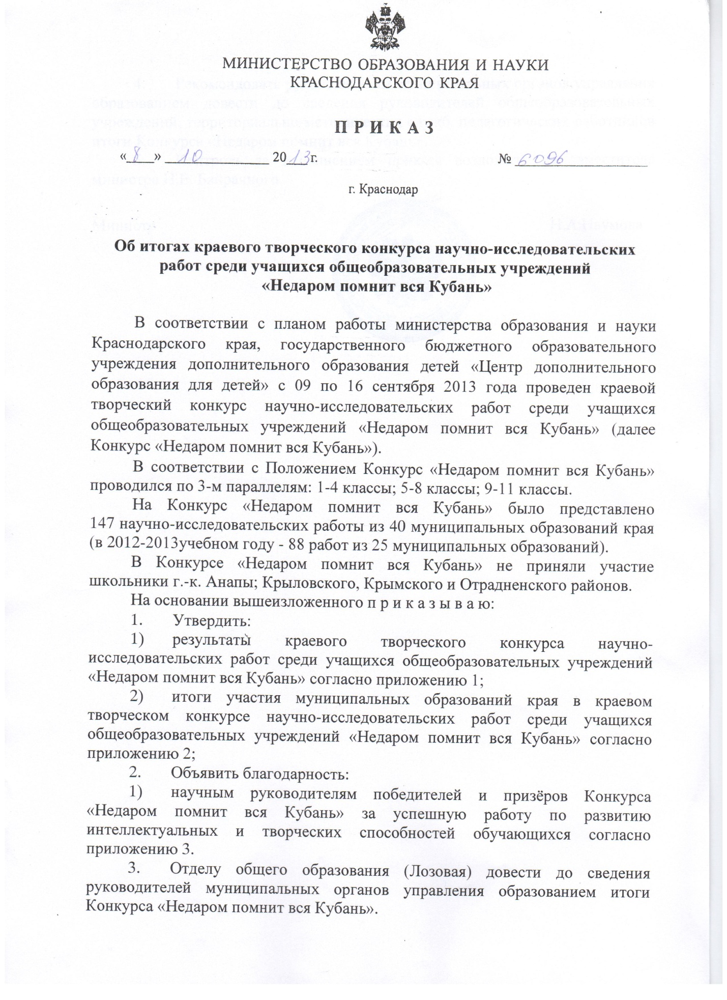 МИНИСТЕРСТВО ОБРАЗОВАНИЯ И НАУКИ
КРАСНОДАРСКОГО КРАЯ
ПРИКАЗ
«8» 10 2013г. № 6096
г. Краснодар
Об итогах краевого творческого конкурса научно-исследовательских
работ среди учащихся общеобразовательных учреждений
«Недаром помнит вся Кубань»
В соответствии с планом работы министерства образования и науки
Краснодарского края, государственного бюджетного образовательного
учреждения дополнительного образования детей «Центр дополнительного
образования для детей» с 09 по 16 сентября 2013 года проведен краевой
творческий конкурс научно-исследовательских работ среди учащихся
общеобразовательных учреждений «Недаром помнит вся Кубань» (далее
Конкурс «Недаром помнит вся Кубань»).
В соответствии с Положением Конкурс «Недаром помнит вся Кубань»
проводился по 3-м параллелям: 1-4 классы; 5-8 классы; 9-11 классы.
На Конкурс «Недаром помнит вся Кубань» было представлено
147 научно-исследовательских работы из 40 муниципальных образований края
(в 2012-2013учебном году - 88 работ из 25 муниципальных образований).
В Конкурсе «Недаром помнит вся Кубань» не приняли участие
школьники г.-к. Анапы; Крыловского, Крымского и Отрадненского районов.
На основании вышеизложенного п р и к а з ы в а ю:
1. Утвердить:
1) результаты краевого творческого конкурса научно-
исследовательских работ среди учащихся общеобразовательных учреждений
«Недаром помнит вся Кубань» согласно приложению 1;
2) итоги участия муниципальных образований края в краевом
творческом конкурсе научно-исследовательских работ среди учащихся
общеобразовательных учреждений «Недаром помнит вся Кубань» согласно
приложению 2;
2. Объявить благодарность:
1) научным руководителям победителей и призёров Конкурса
«Недаром помнит вся Кубань» за успешную работу по развитию
интеллектуальных и творческих способностей обучающихся согласно
приложению 3.
3. Отделу общего образования (Лозовая) довести до сведения
руководителей муниципальных органов управления образованием итоги
Конкурса «Недаром помнит вся Кубань».